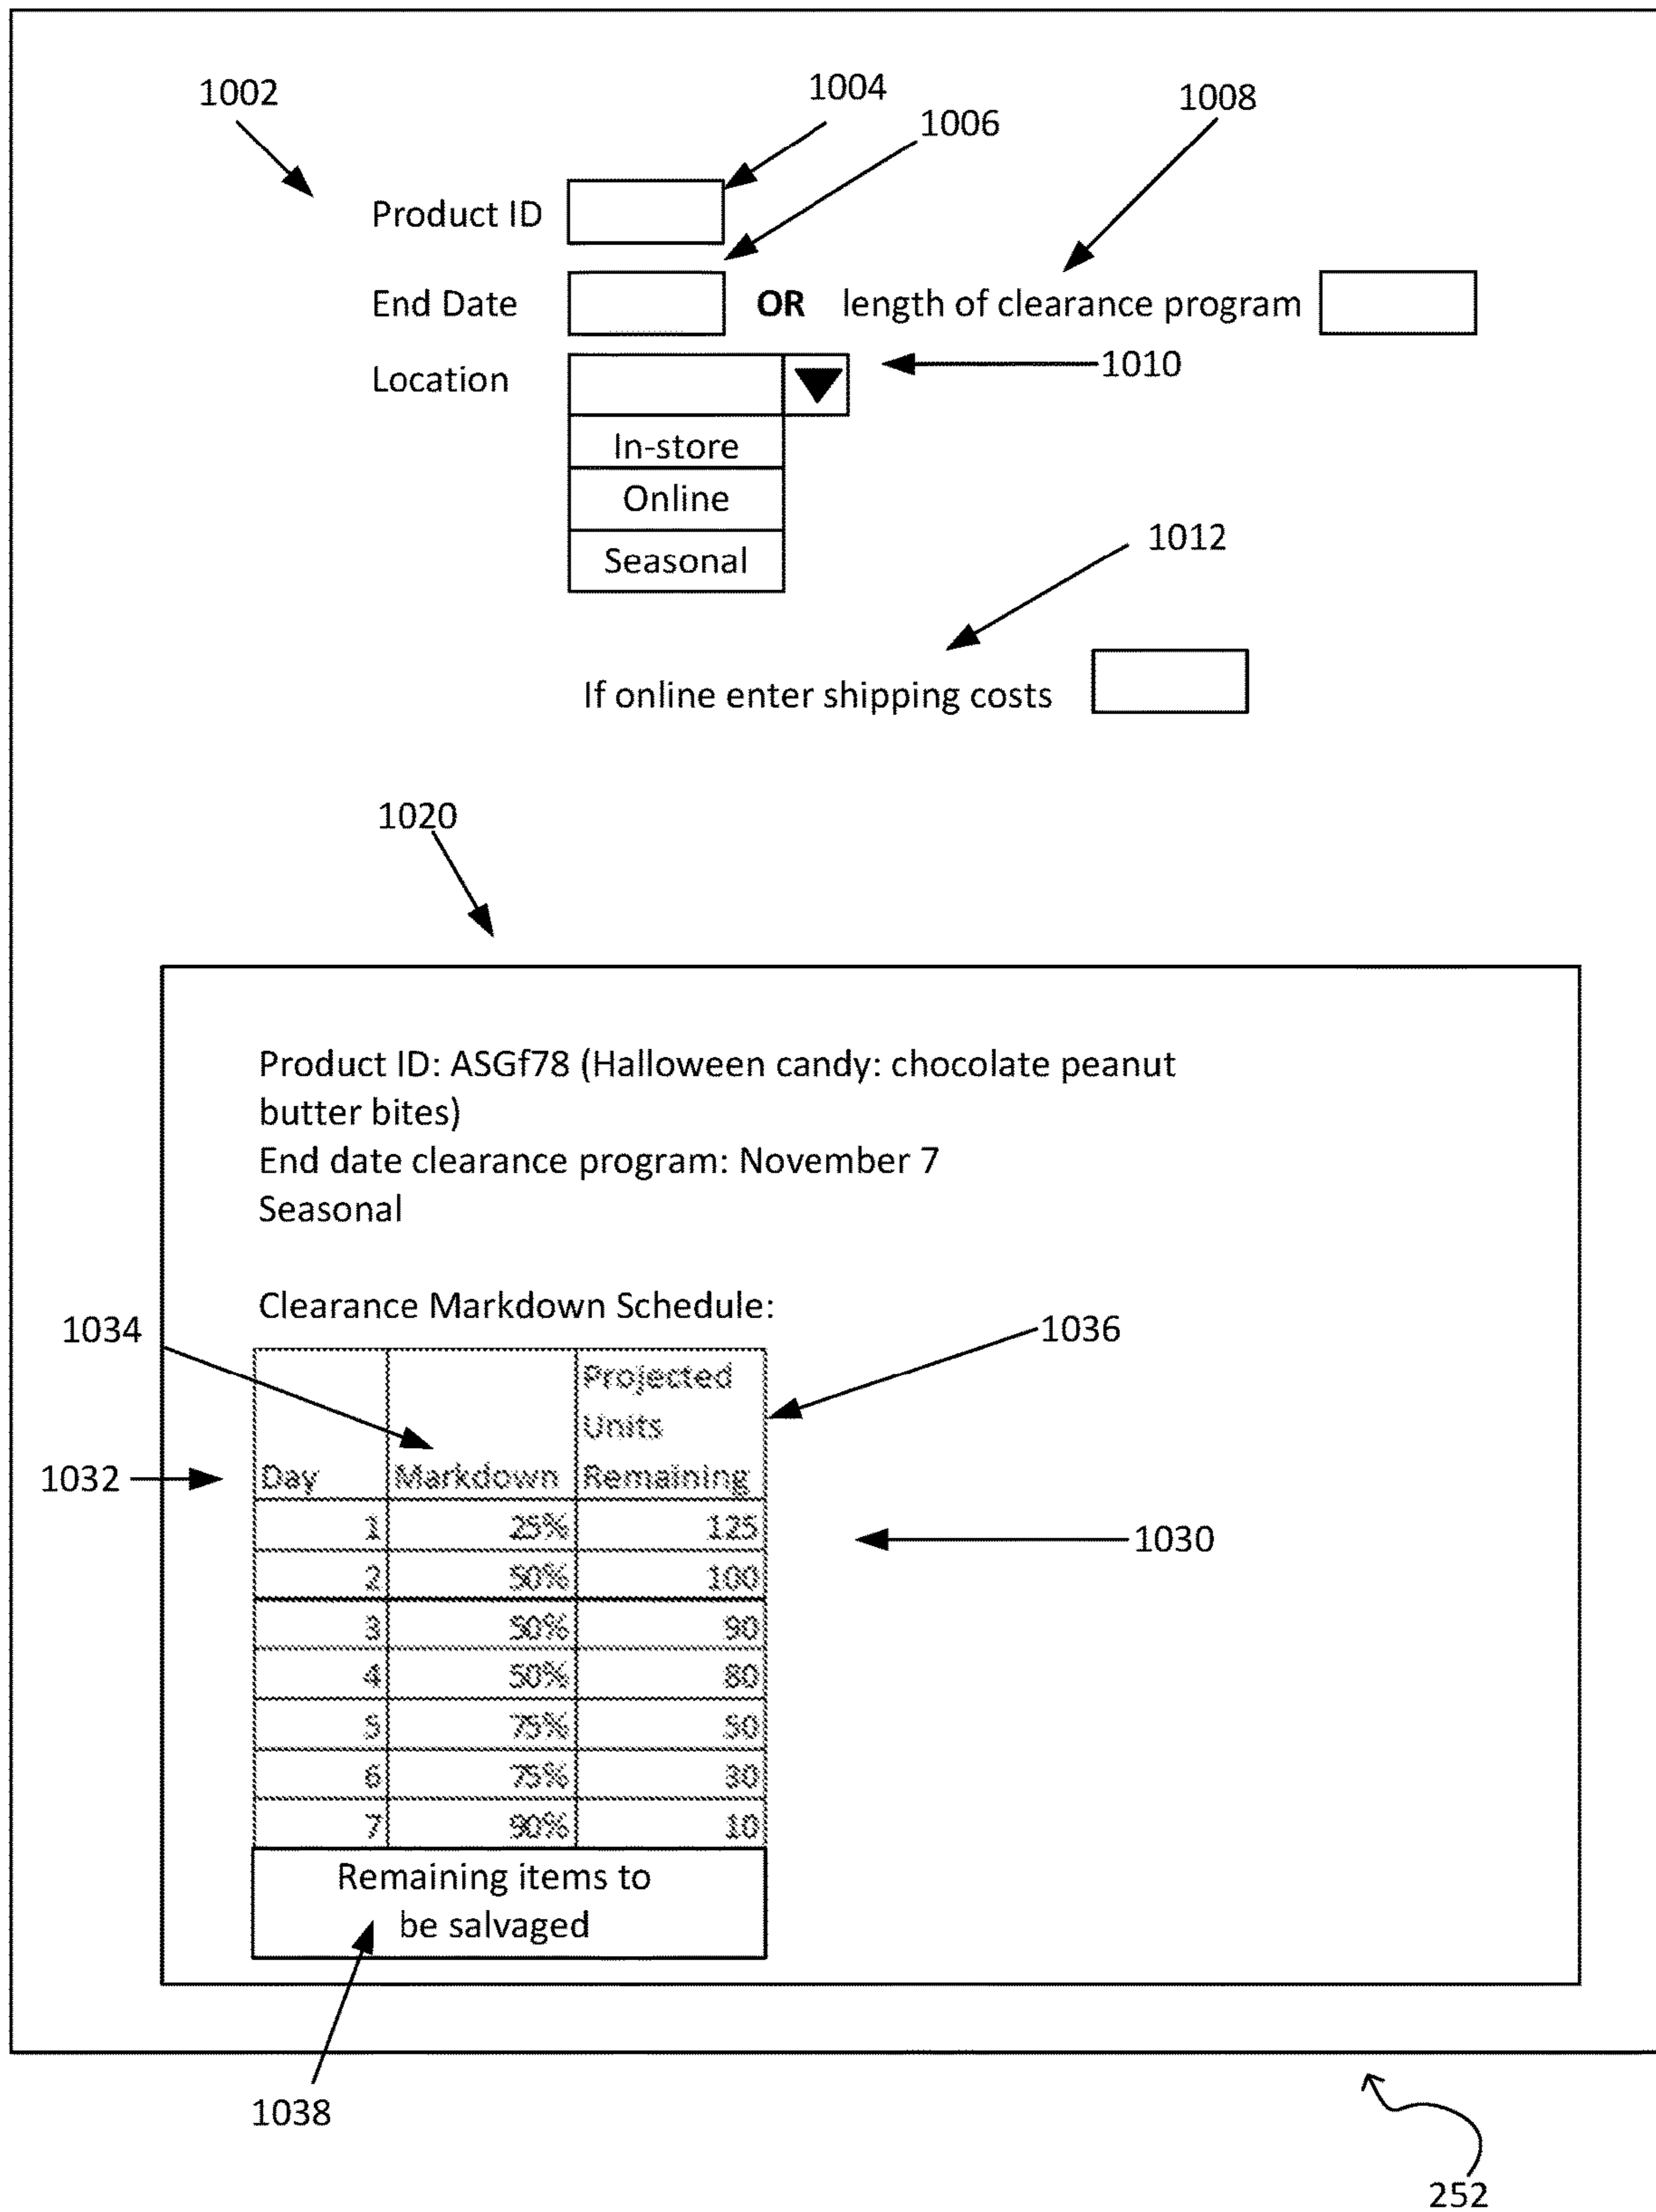 1002
1004
1006
1008
Product ID
End Date OR length of clearance program
Location
1010
In-store
Online
Seasonal
1012
If online enter shipping costs
1020
Product ID: ASGf78 (Halloween candy: chocolate peanut
butter bites)
End date clearance program: November 7
Seasonal
Clearance Markdown Schedule:
1034
1036
Projected
Units
1032 Day Markdown Remaining
1 25% 125
1030
2 50% 100
3 50% 90
4 50% 80
5 75% 50
6 75% 30
7 90% 10
Remaining items to
be salvaged
1038
252